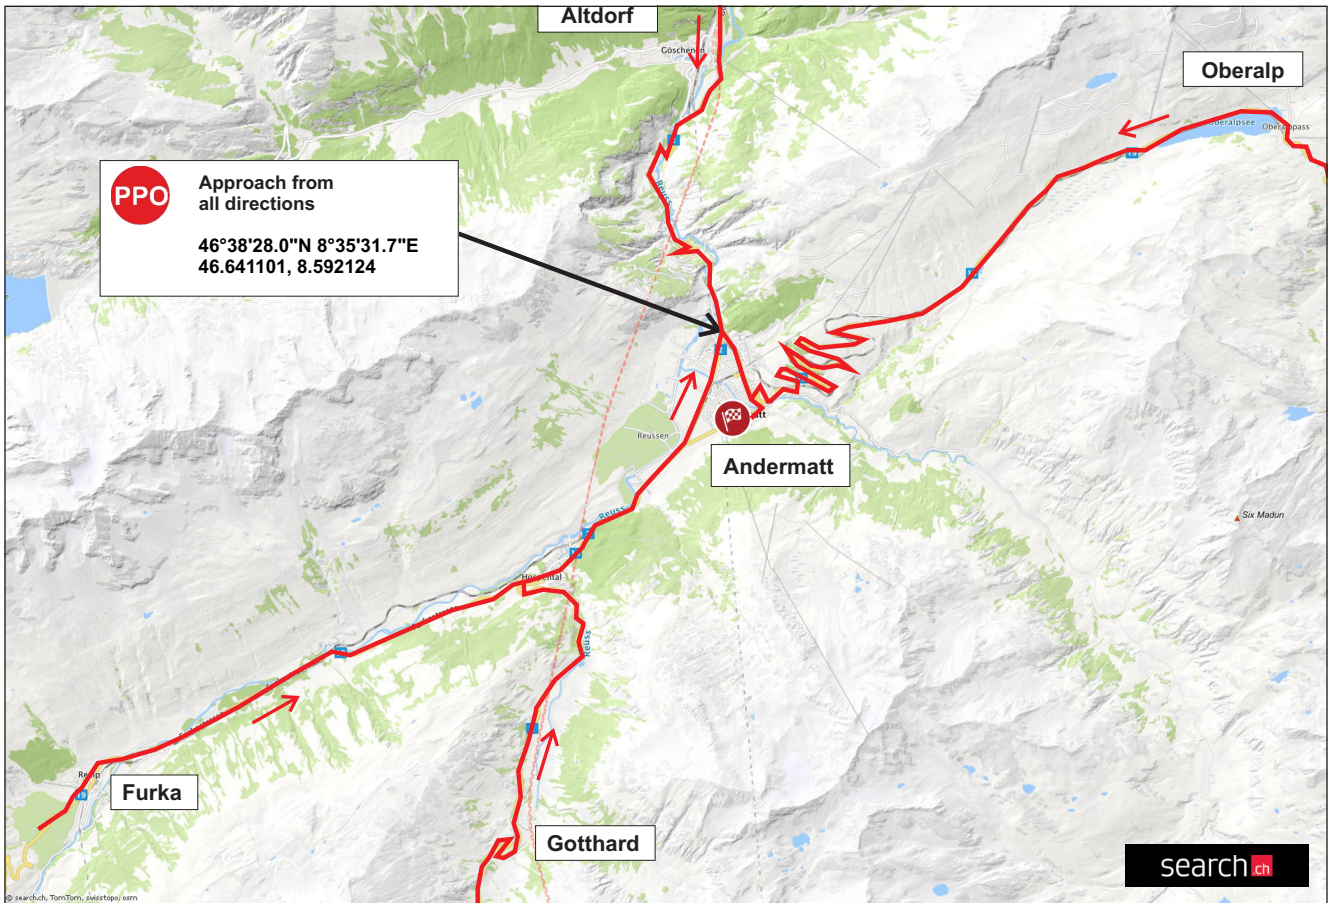 Altdorf
Göschenen
Oberalp
Oberalpsee
Oberalppass
PPO
Approach from
all directions
46°38'28.0"N 8°35'31.7"E
46.641101, 8.592124
Reuss
Reussen
Andermatt
Reuss
Six Madun
Hospental
Reuss
Realp
19
Furka
Gotthard
search.ch
© search.ch, TomTom, swisstopo, osm